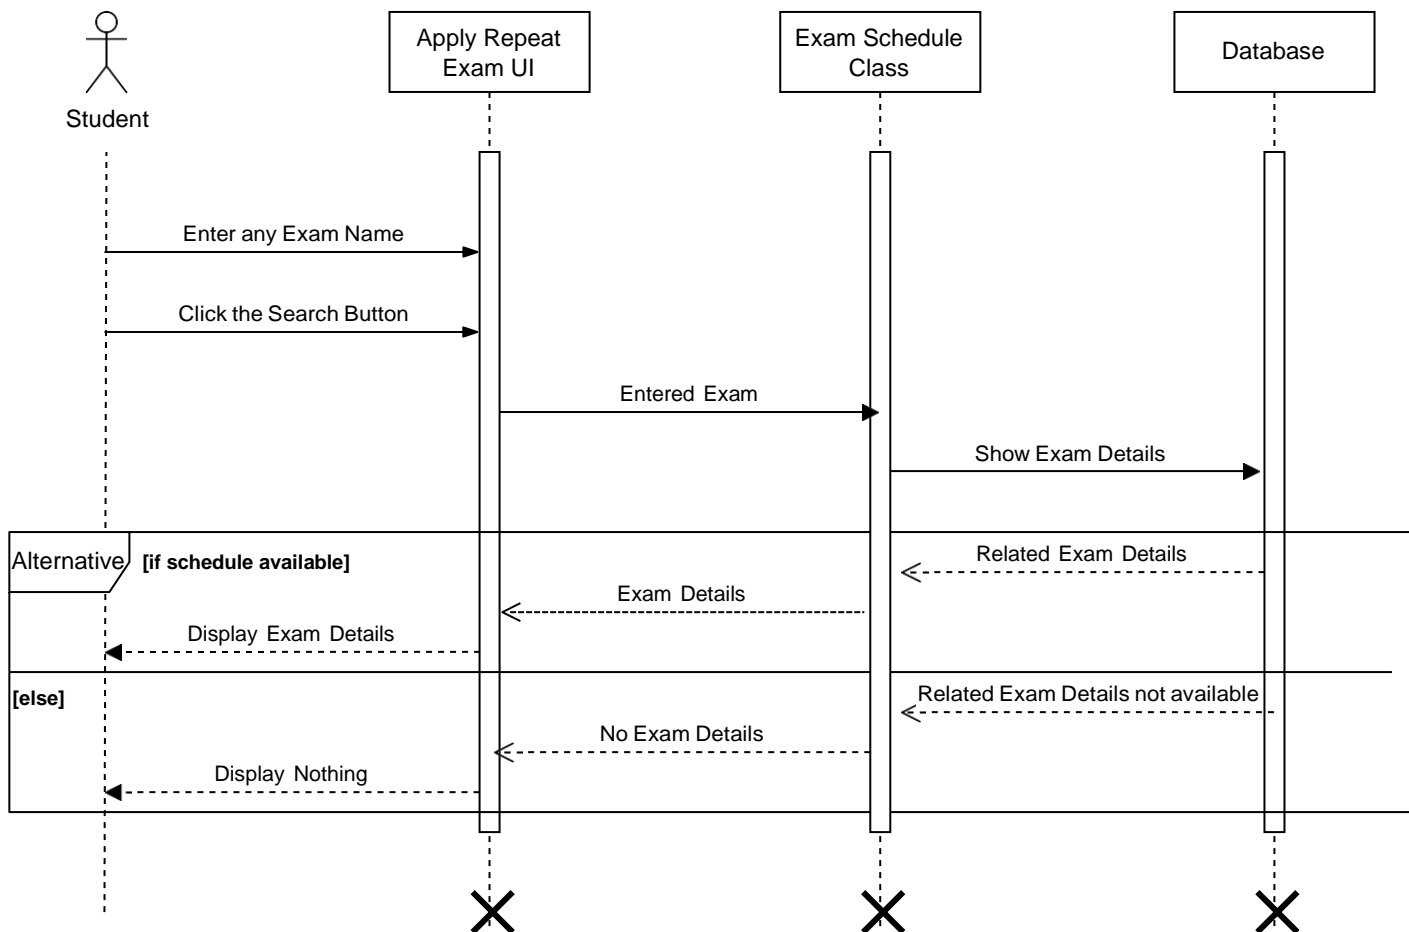 Student
Apply Repeat
Exam UI
Exam Schedule
Class
Database
Enter any Exam Name
Click the Search Button
Entered Exam
Show Exam Details
Alternative
[if schedule available]
Related Exam Details
Exam Details
Display Exam Details
[else]
Related Exam Details not available
No Exam Details
Display Nothing